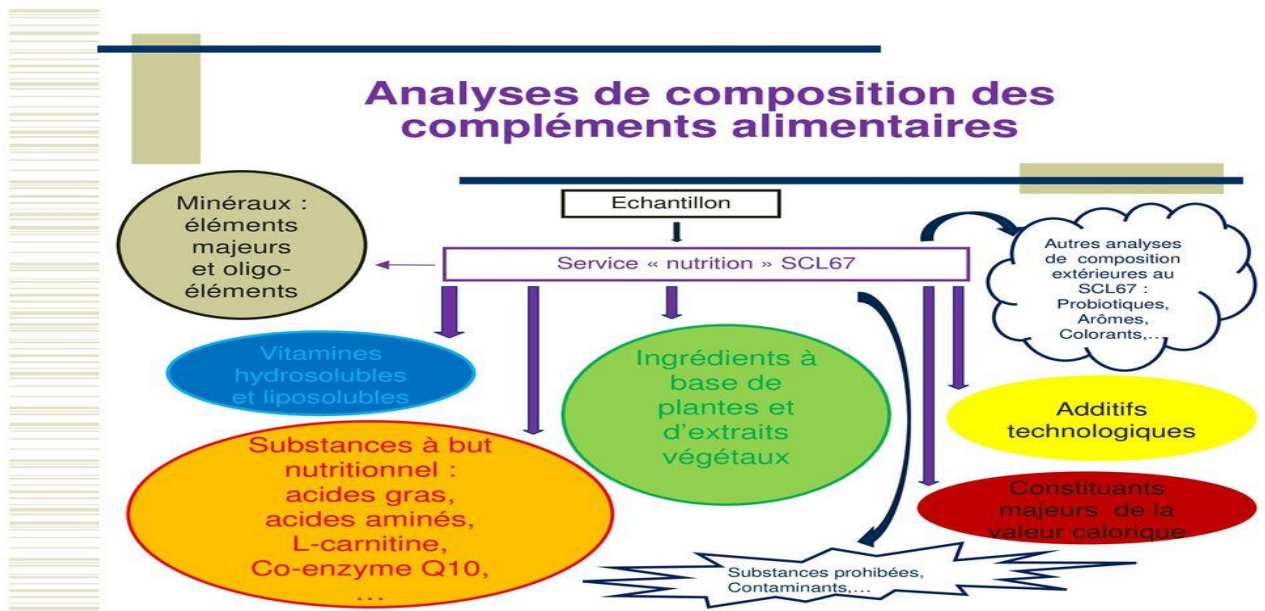 Analyses de composition des
compléments alimentaires
Minéraux :
éléments
majeurs
et oligo-
éléments
Echantillon
Service « nutrition » SCL67
Autres analyses
de composition
extérieures au
SCL67 :
Probiotiques,
Arômes,
Colorants,…
Vitamines
hydrosolubles
et liposolubles
Ingrédients à
base de
plantes et
d’extraits
végétaux
Additifs
technologiques
Substances à but
nutritionnel :
acides gras,
acides aminés,
L-carnitine,
Co-enzyme Q10,
…
Constituants
majeurs de la
valeur calorique
Substances prohibées,
Contaminants,…